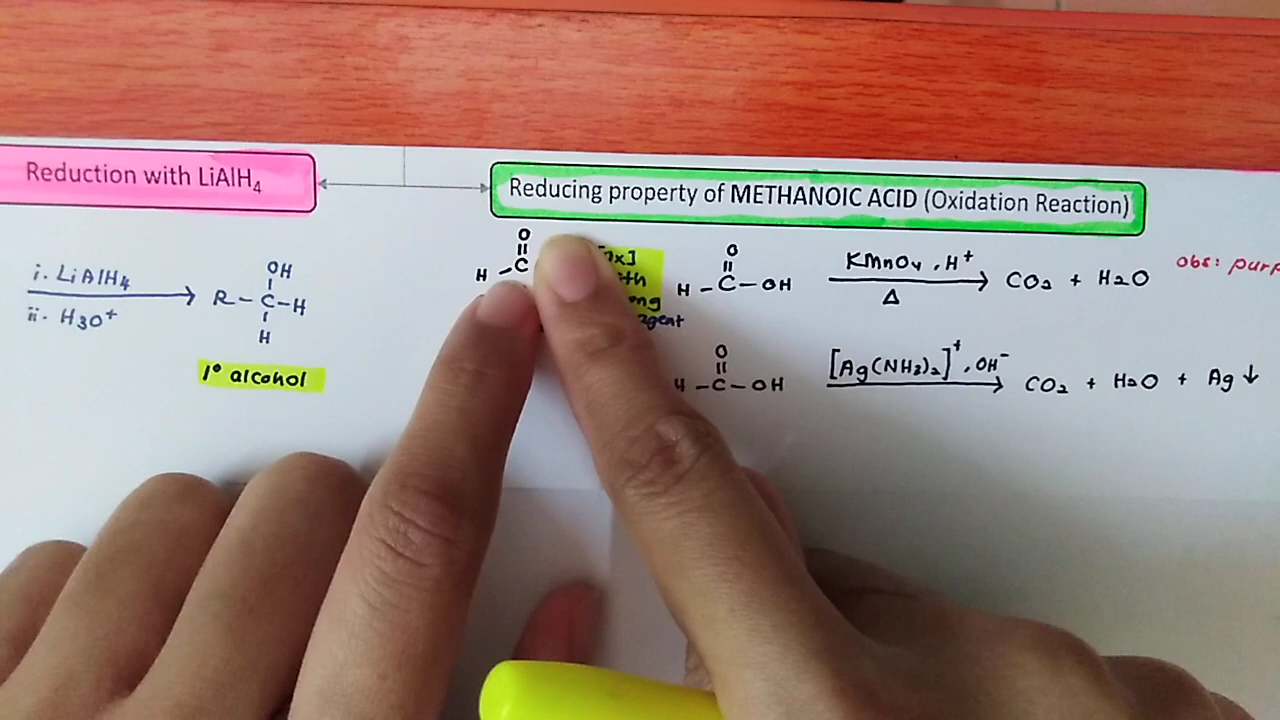 Reduction with LiAlH₄
Reducing property of METHANOIC ACID (Oxidation Reaction)
i. LiAlH₄
ii. H₃O⁺
OH
R – C – H
H
1° alcohol
O
H – C
O
H – C – OH
KMnO₄, H⁺
Δ
CO₂ + H₂O
obs:
O
H – C – OH
[Ag(NH₃)₂]⁺, OH⁻
CO₂ + H₂O + Ag ↓